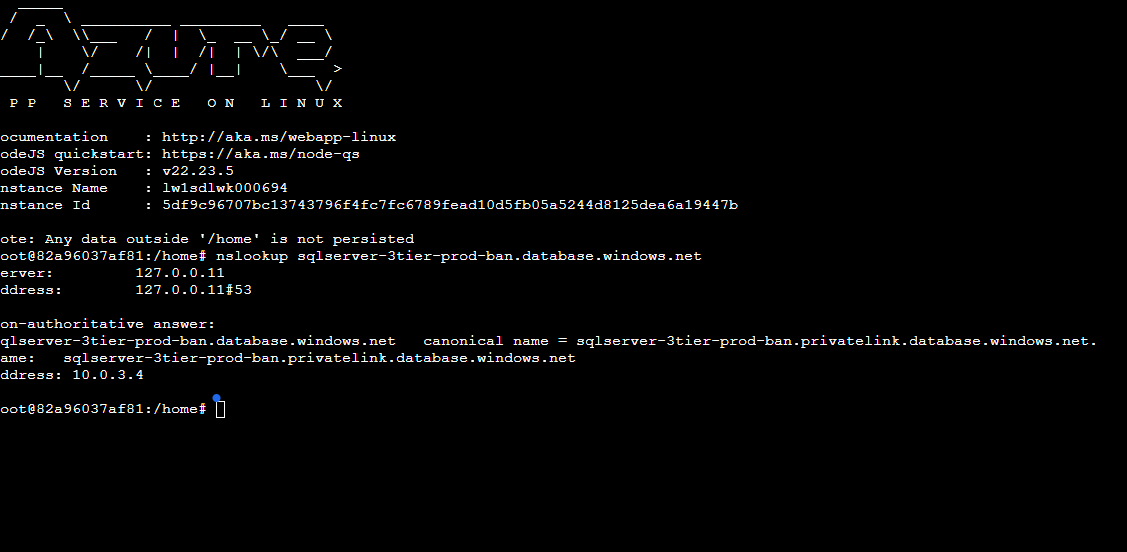 PP SERVICE ON LINUX
ocumentation : http://aka.ms/webapp-linux
odeJS quickstart: https://aka.ms/node-qs
odeJS Version : v22.23.5
nstance Name : lw1sdlwk000694
nstance Id : 5df9c96707bc13743796f4fc7fc6789fead10d5fb05a5244d8125dea6a19447b
ote: Any data outside '/home' is not persisted
oot@82a96037af81:/home# nslookup sqlserver-3tier-prod-ban.database.windows.net
erver: 127.0.0.11
ddress: 127.0.0.11#53
on-authoritative answer:
qlserver-3tier-prod-ban.database.windows.net canonical name = sqlserver-3tier-prod-ban.privatelink.database.windows.net.
ame: sqlserver-3tier-prod-ban.privatelink.database.windows.net
ddress: 10.0.3.4
oot@82a96037af81:/home#